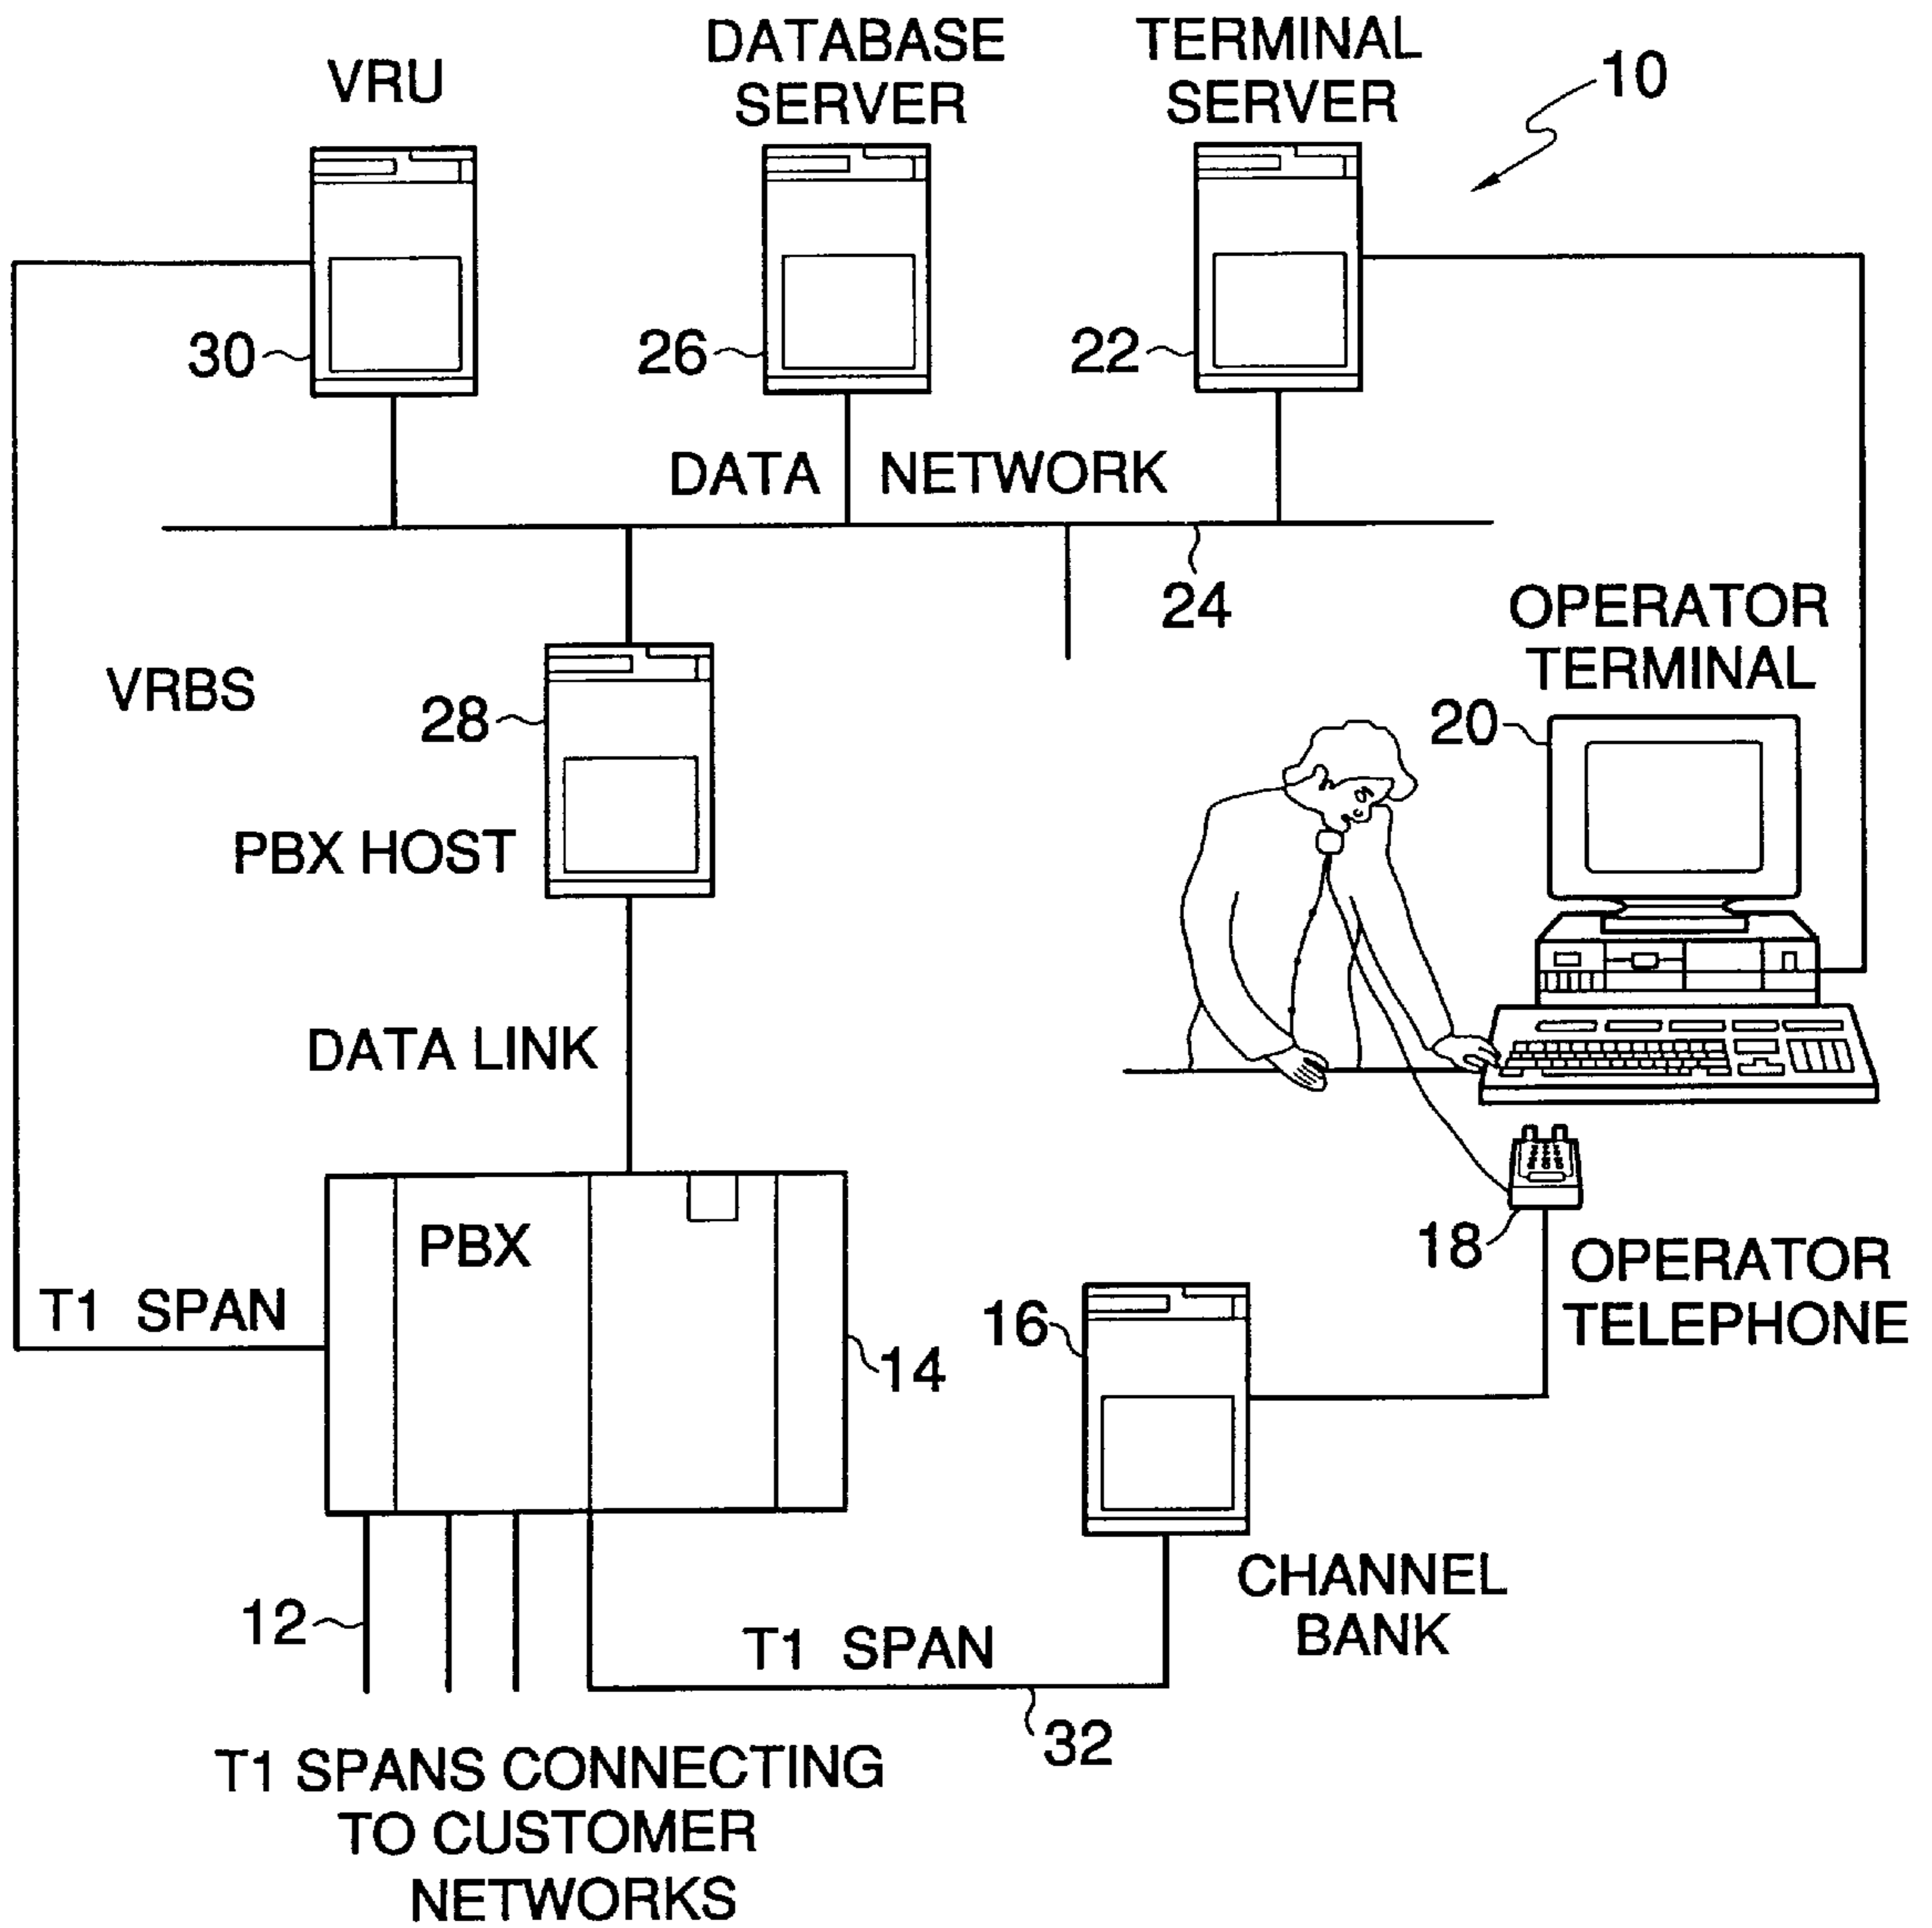 VRU
DATABASE
SERVER
TERMINAL
SERVER
10
30
26
22
DATA NETWORK
24
VRBS
28
PBX HOST
OPERATOR
TERMINAL
20
DATA LINK
PBX
T1 SPAN
14
18
OPERATOR
TELEPHONE
16
CHANNEL
BANK
12
T1 SPAN
32
T1 SPANS CONNECTING
TO CUSTOMER
NETWORKS